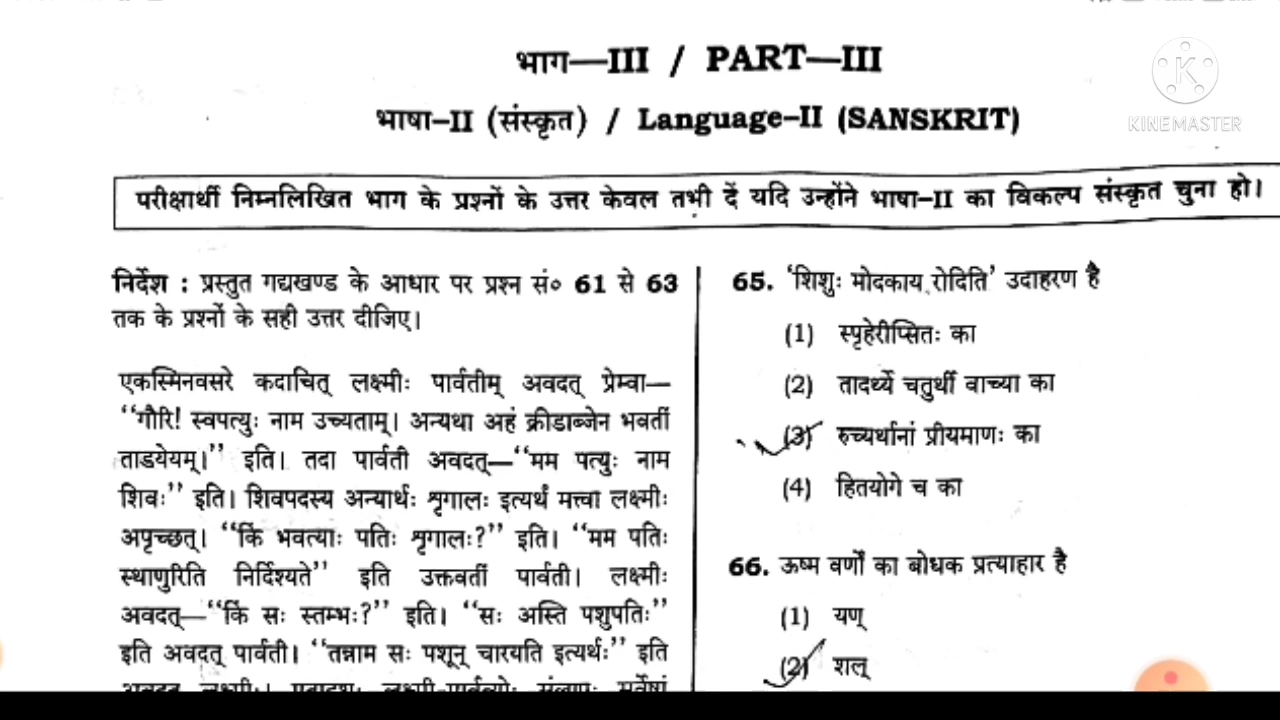 भाग—III / PART—III
भाषा–II (संस्कृत) / Language–II (SANSKRIT)
KINEMASTER
परीक्षार्थी निम्नलिखित भाग के प्रश्नों के उत्तर केवल तभी दें यदि उन्होंने भाषा–II का विकल्प संस्कृत चुना हो।
निर्देश : प्रस्तुत गद्यखण्ड के आधार पर प्रश्न सं॰ 61 से 63
तक के प्रश्नों के सही उत्तर दीजिए।
एकस्मिनवसरे कदाचित् लक्ष्मीः पार्वतीम् अवदत् प्रेम्वा—
“गौरि! स्वपत्युः नाम उच्यताम्। अन्यथा अहं क्रीडाब्जेन भवतीं
ताडयेयम्।” इति। तदा पार्वती अवदत्—“मम पत्युः नाम
शिवः” इति। शिवपदस्य अन्यार्थः शृगालः इत्यर्थं मत्त्वा लक्ष्मीः
अपृच्छत्। “किं भवत्याः पतिः शृगालः?” इति। “मम पतिः
स्थाणुरिति निर्दिश्यते” इति उक्तवतीं पार्वती। लक्ष्मीः
अवदत्—“किं सः स्तम्भः?” इति। “सः अस्ति पशुपतिः”
इति अवदत् पार्वती। “तन्नाम सः पशून् चारयति इत्यर्थः” इति
65. ‘शिशुः मोदकाय रोदिति’ उदाहरण है
(1) स्पृहेरीप्सितः का
(2) तादर्थ्ये चतुर्थी वाच्या का
(3) रुच्यर्थानां प्रीयमाणः का
(4) हितयोगे च का
66. ऊष्म वर्णों का बोधक प्रत्याहार है
(1) यण्
(2) शल्